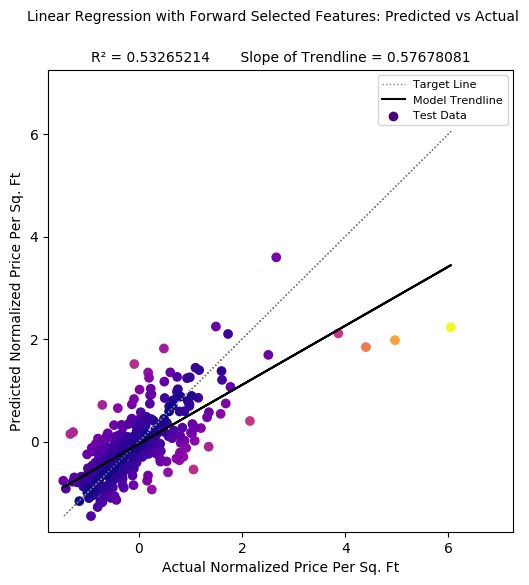 Linear Regression with Forward Selected Features: Predicted vs Actual
R² = 0.53265214 Slope of Trendline = 0.57678081
Target Line
Model Trendline
Test Data
Predicted Normalized Price Per Sq. Ft
6
4
2
0
0 2 4 6
Actual Normalized Price Per Sq. Ft